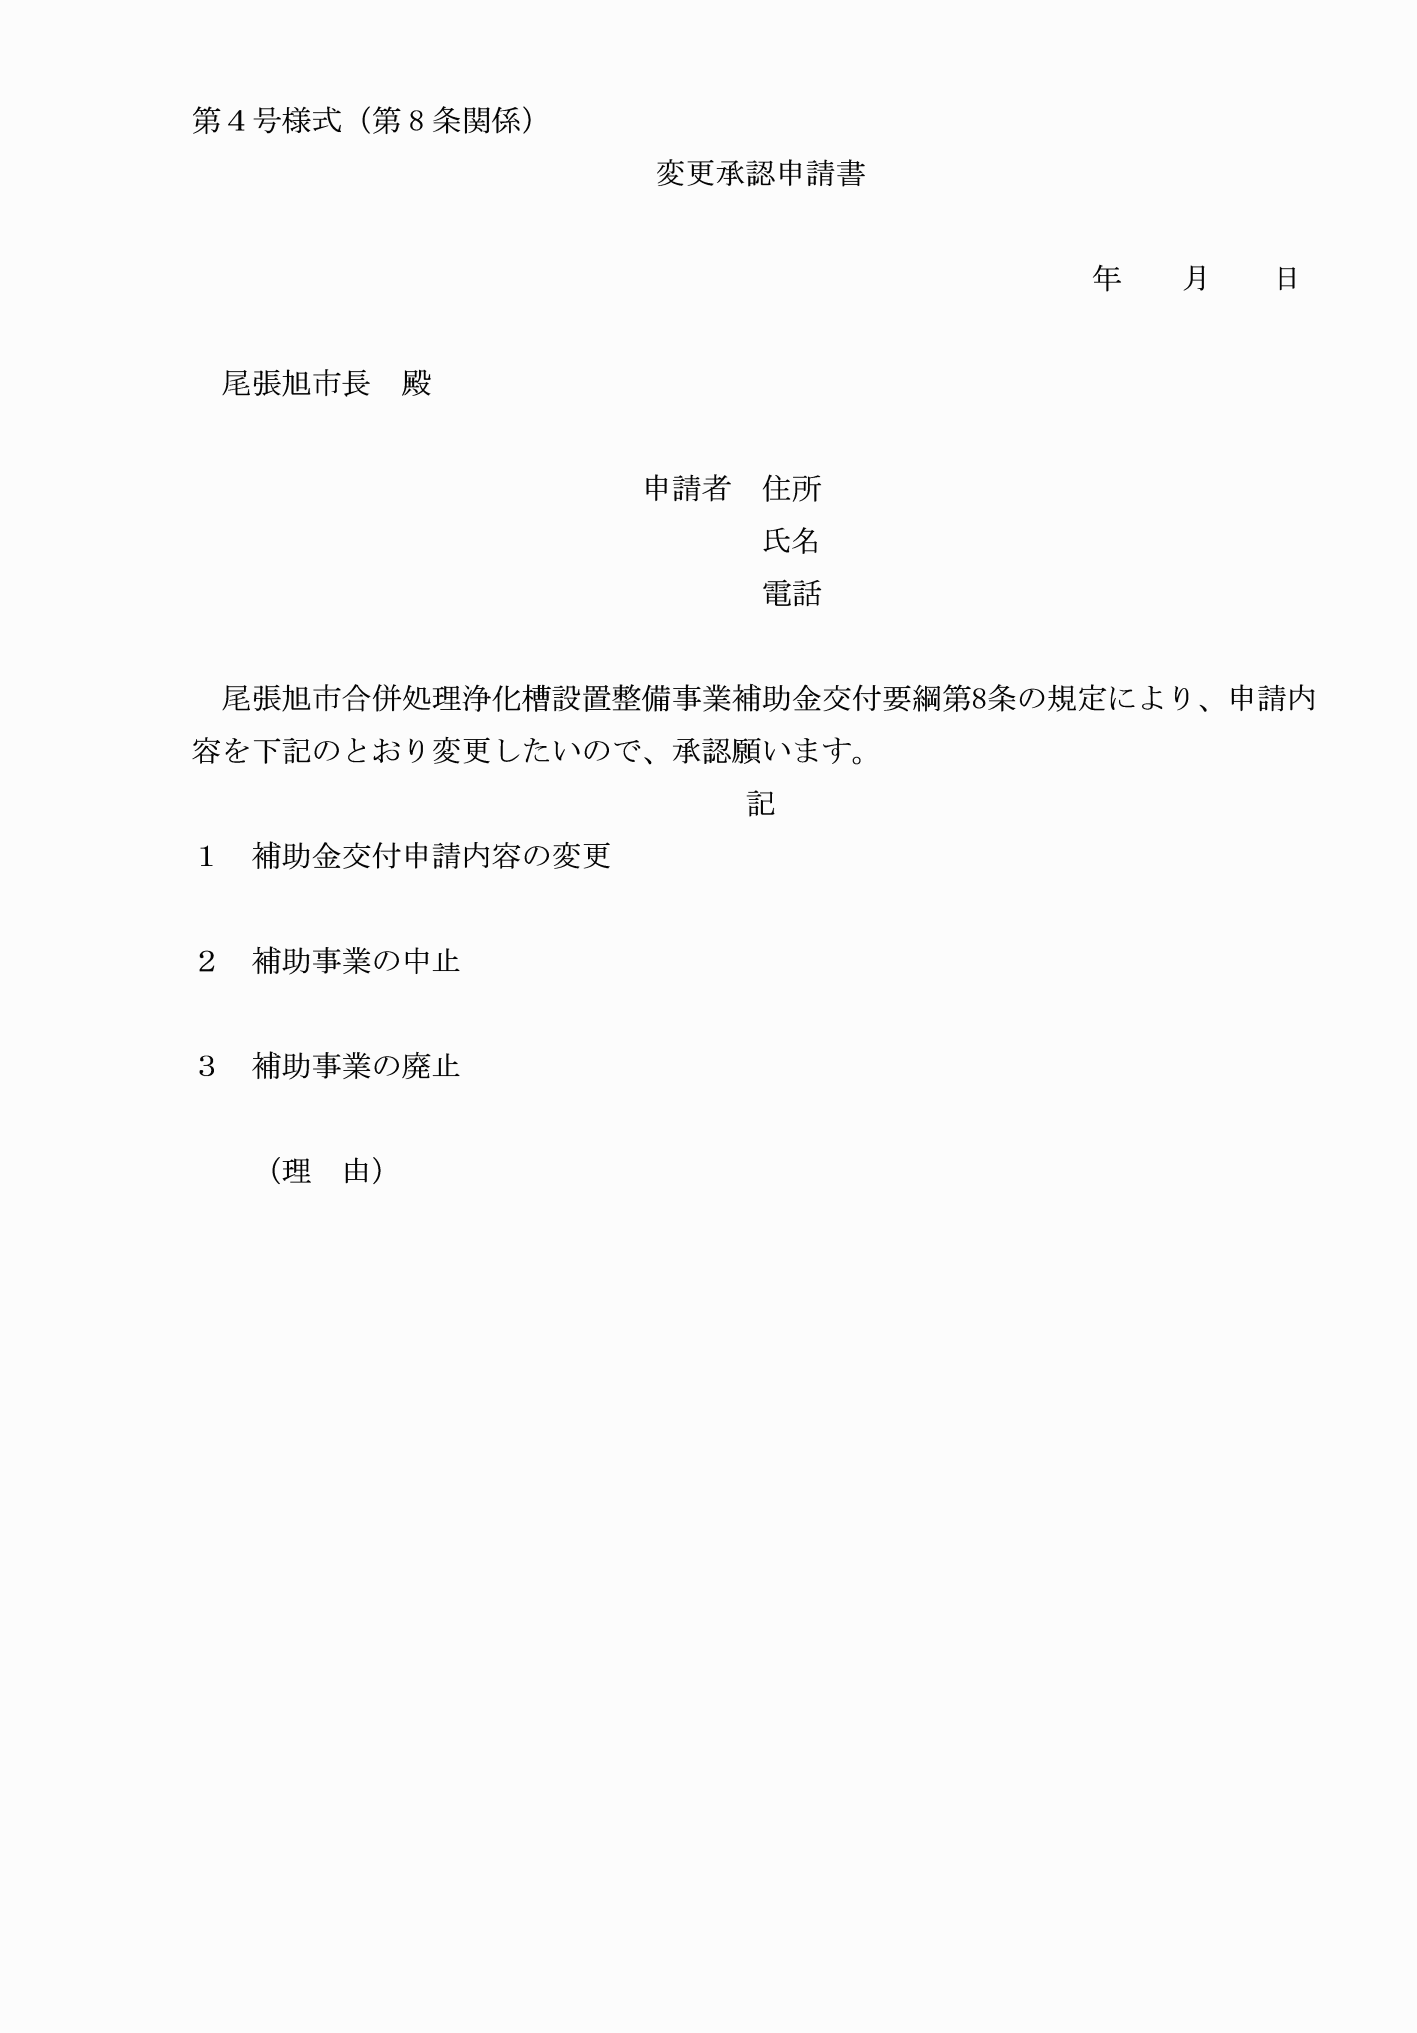 第４号様式（第８条関係）
変更承認申請書
年　　月　　日
尾張旭市長　殿
申請者　住所
氏名
電話
尾張旭市合併処理浄化槽設置整備事業補助金交付要綱第8条の規定により、申請内
容を下記のとおり変更したいので、承認願います。
記
１　補助金交付申請内容の変更
２　補助事業の中止
３　補助事業の廃止
（理　由）